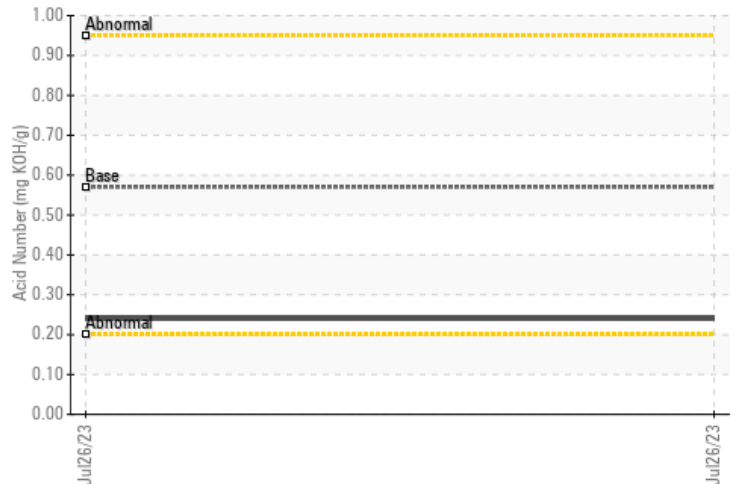 Acid Number (mg KOH/g)
1.00
0.90
0.80
0.70
0.60
0.50
0.40
0.30
0.20
0.10
0.00
Abnormal
Base
Abnormal
Jul26/23
Jul26/23